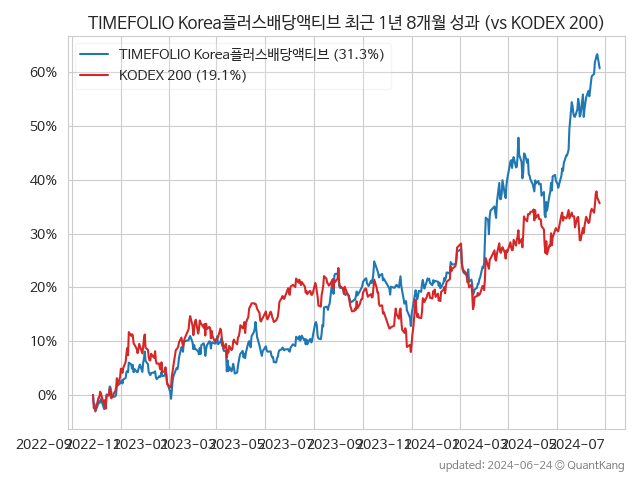 TIMEFOLIO Korea플러스배당액티브 최근 1년 8개월 성과 (vs KODEX 200)
TIMEFOLIO Korea플러스배당액티브 (31.3%)
KODEX 200 (19.1%)
60%
50%
40%
30%
20%
10%
0%
2022-09 2022-11 2023-01 2023-03 2023-05 2023-07 2023-09 2023-11 2024-01 2024-03 2024-05 2024-07
updated: 2024-06-24 © QuantKang